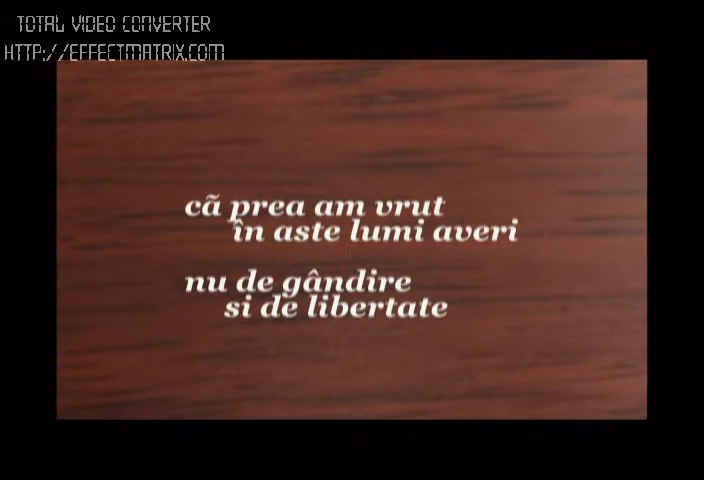 TOTAL VIDEO CONVERTER
HTTP://EFFECTMATRIX.COM
cã prea am vrut
în aste lumi averi
nu de gândire
si de libertate